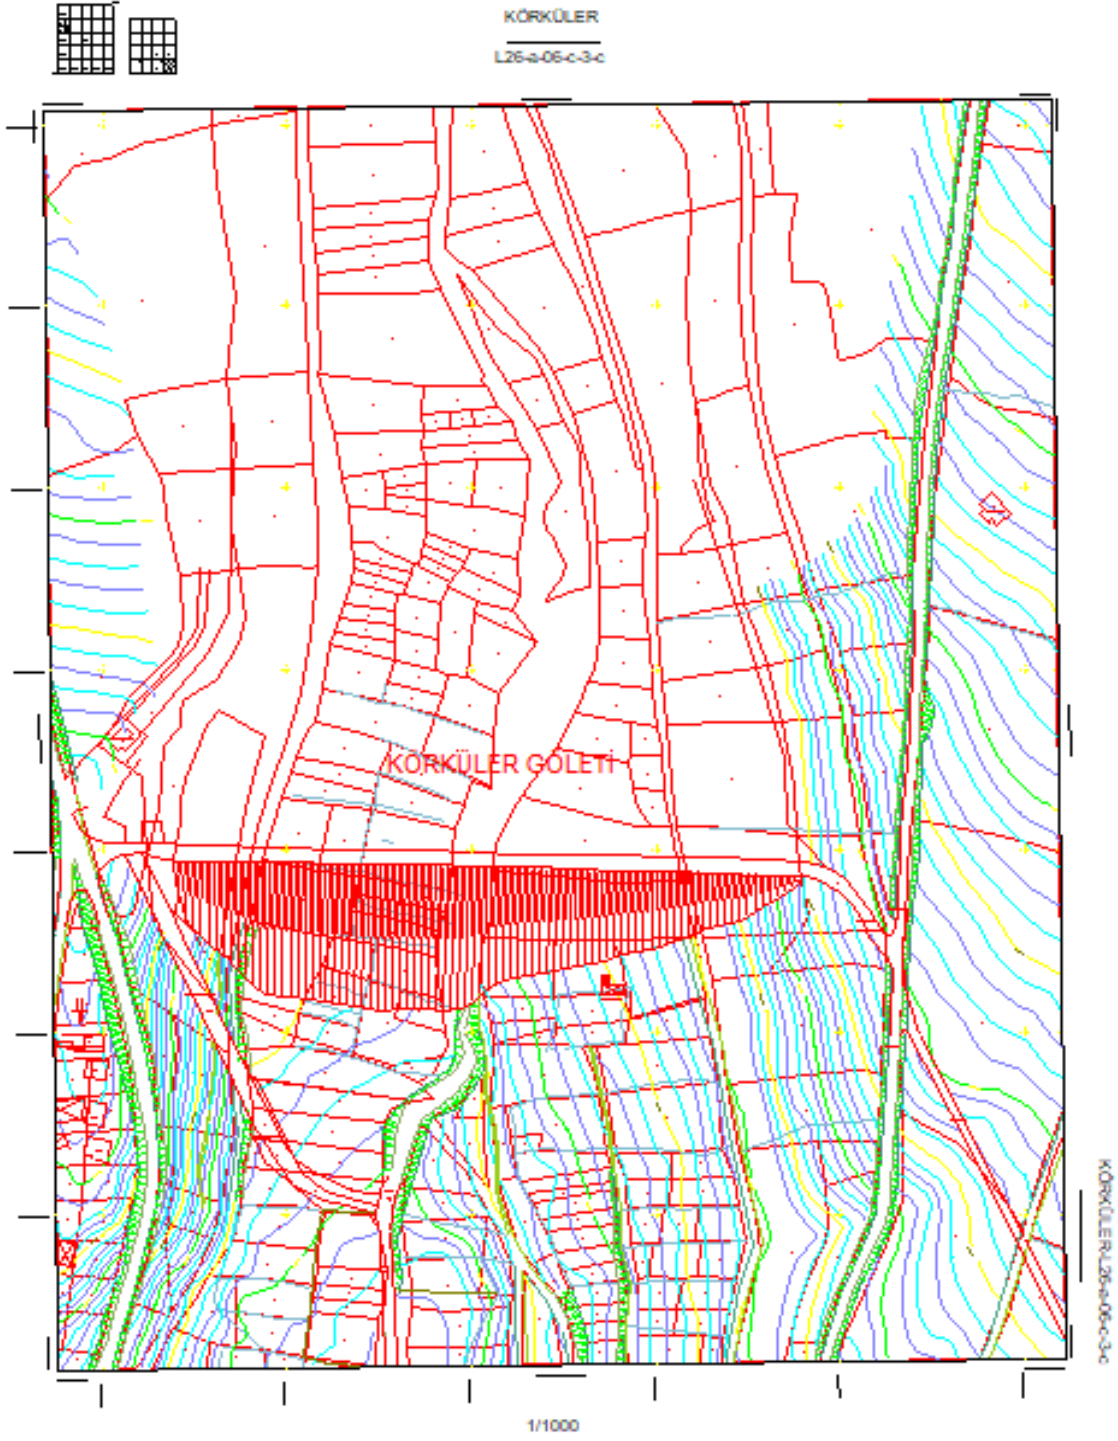 KÖRKÜLER
L26-a-06-c-3-c
KÖRKÜLER GÖLETİ
KÖRKÜLER-L26-a-06-c-3-c
1/1000